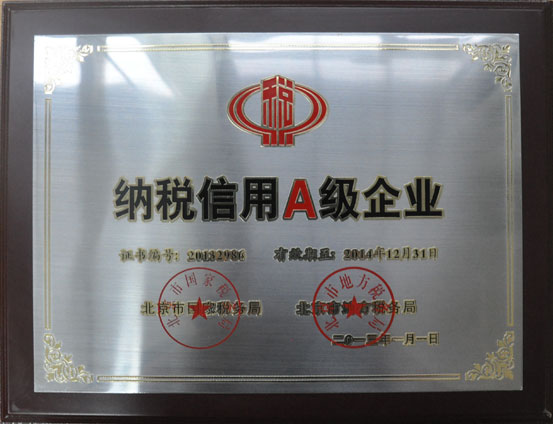 税
纳税信用A级企业
证书编号: 20132986 有效期至: 2014年12月31日
北京市国家税务局 北京市地方税务局
二〇一三年一月一日